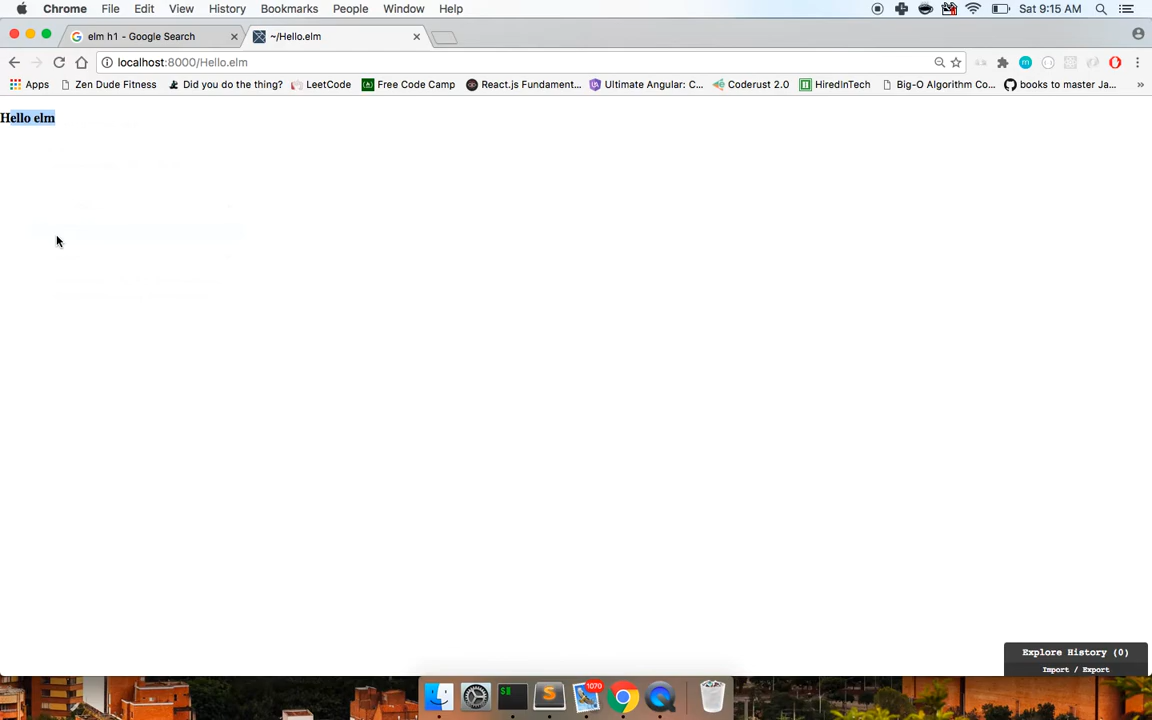 Chrome File Edit View History Bookmarks People Window Help Sat 9:15 AM
elm h1 - Google Search ~/Hello.elm
localhost:8000/Hello.elm
Apps Zen Dude Fitness Did you do the thing? LeetCode Free Code Camp React.js Fundament... Ultimate Angular: C... Coderust 2.0 HiredInTech Big-O Algorithm Co... books to master Ja... »
Hello elm
Explore History (0)
Import / Export
1070